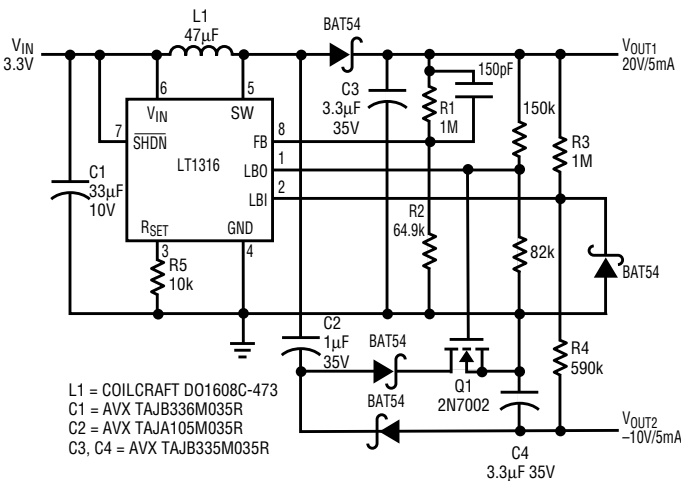 L1
47µF
BAT54
VIN
3.3V
VOUT1
20V/5mA
150pF
6
5
VIN
SW
C3
3.3µF
35V
R1
1M
150k
7
SHDN
FB
8
R3
1M
LT1316
LBO
1
C1
33µF
10V
LBI
2
RSET
GND
R2
64.9k
3
4
R5
10k
82k
BAT54
C2
1µF
35V
BAT54
Q1
2N7002
R4
590k
BAT54
L1 = COILCRAFT DO1608C-473
C1 = AVX TAJB336M035R
C2 = AVX TAJA105M035R
C3, C4 = AVX TAJB335M035R
VOUT2
–10V/5mA
C4
3.3µF 35V